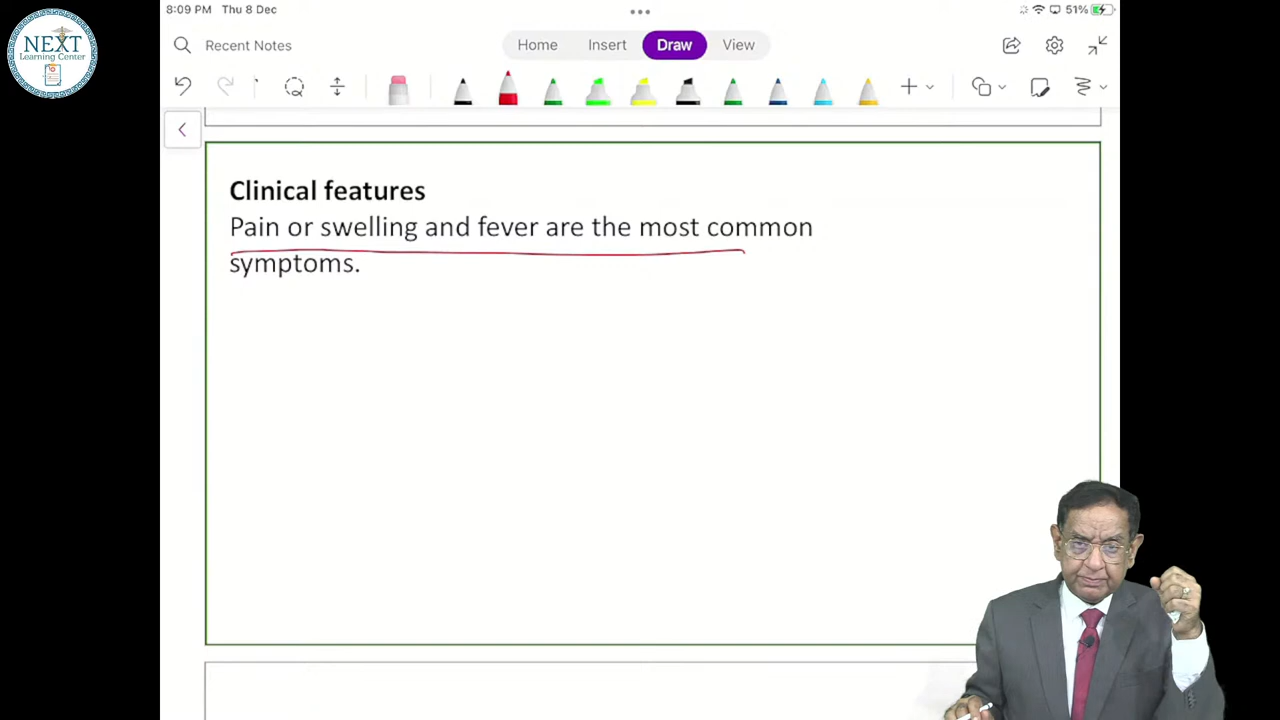 8:09 PM Thu 8 Dec
51%
NEXT
Learning Center
Recent Notes
Home Insert Draw View
Clinical features
Pain or swelling and fever are the most common
symptoms.